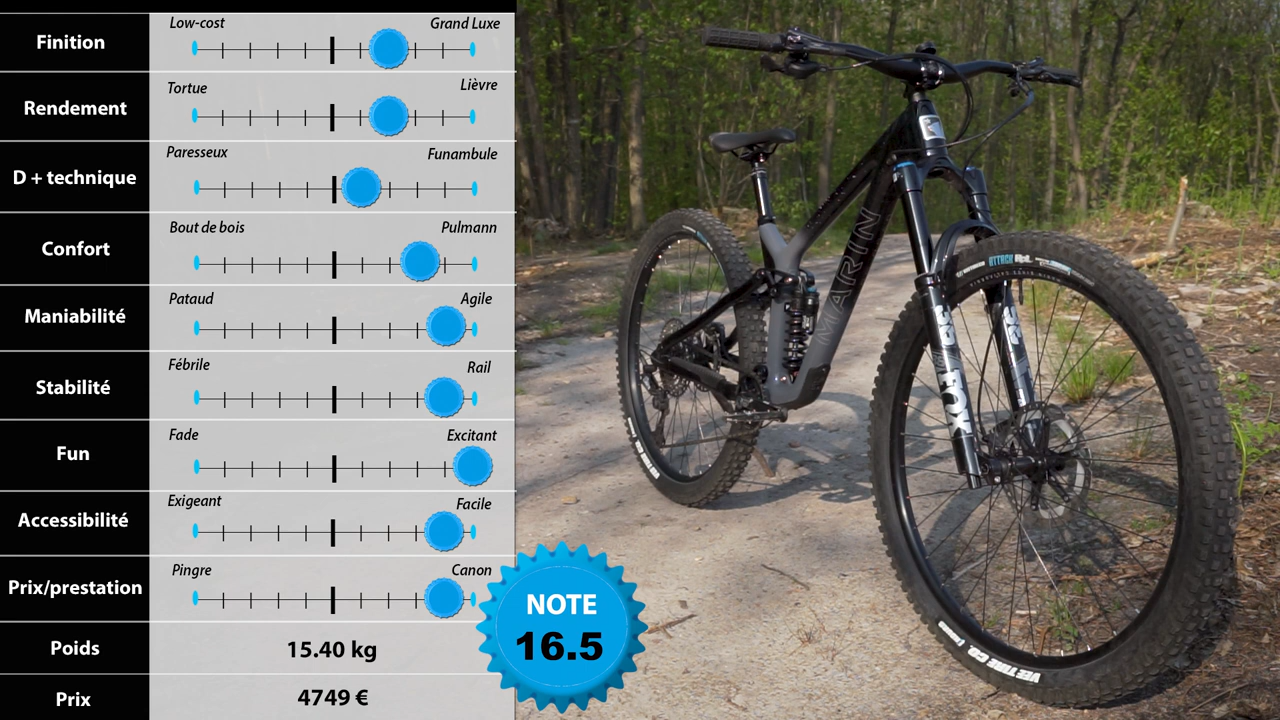 Finition
Low-cost
Grand Luxe
Rendement
Tortue
Lièvre
D + technique
Paresseux
Funambule
Confort
Bout de bois
Pulmann
Maniabilité
Pataud
Agile
Stabilité
Fébrile
Rail
Fun
Fade
Excitant
Accessibilité
Exigeant
Facile
Prix/prestation
Pingre
Canon
Poids
15.40 kg
Prix
4749 €
NOTE
16.5
MARIN
FOX
ATTACK
VEE TIRE CO.